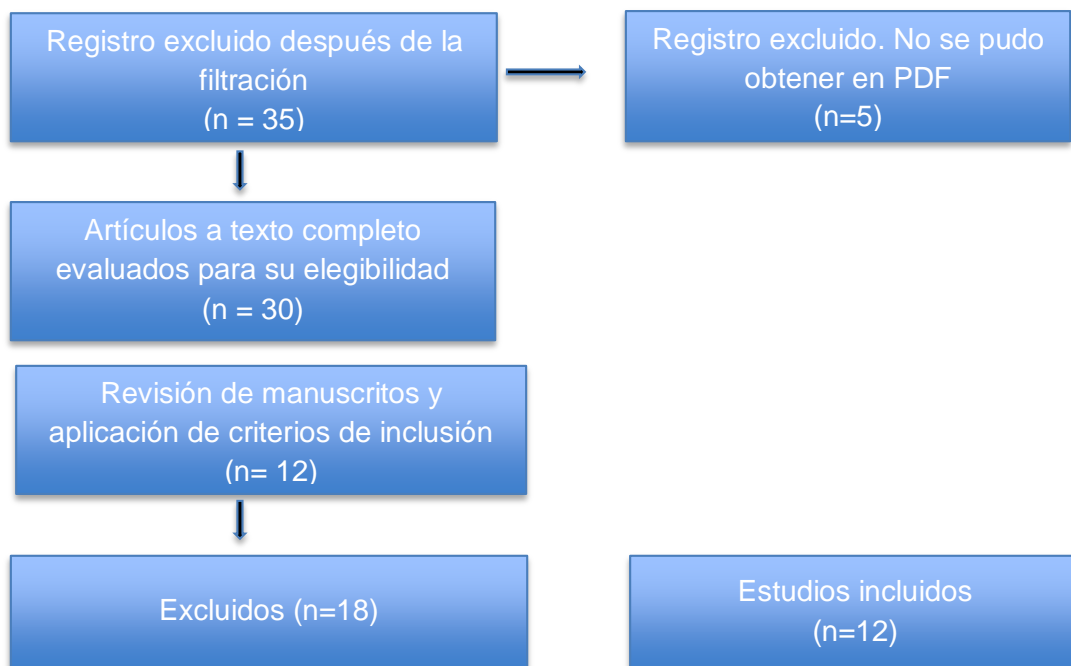 Registro excluido después de la
filtración
(n = 35)
Registro excluido. No se pudo
obtener en PDF
(n=5)
Artículos a texto completo
evaluados para su elegibilidad
(n = 30)
Revisión de manuscritos y
aplicación de criterios de inclusión
(n= 12)
Excluidos (n=18)
Estudios incluidos
(n=12)